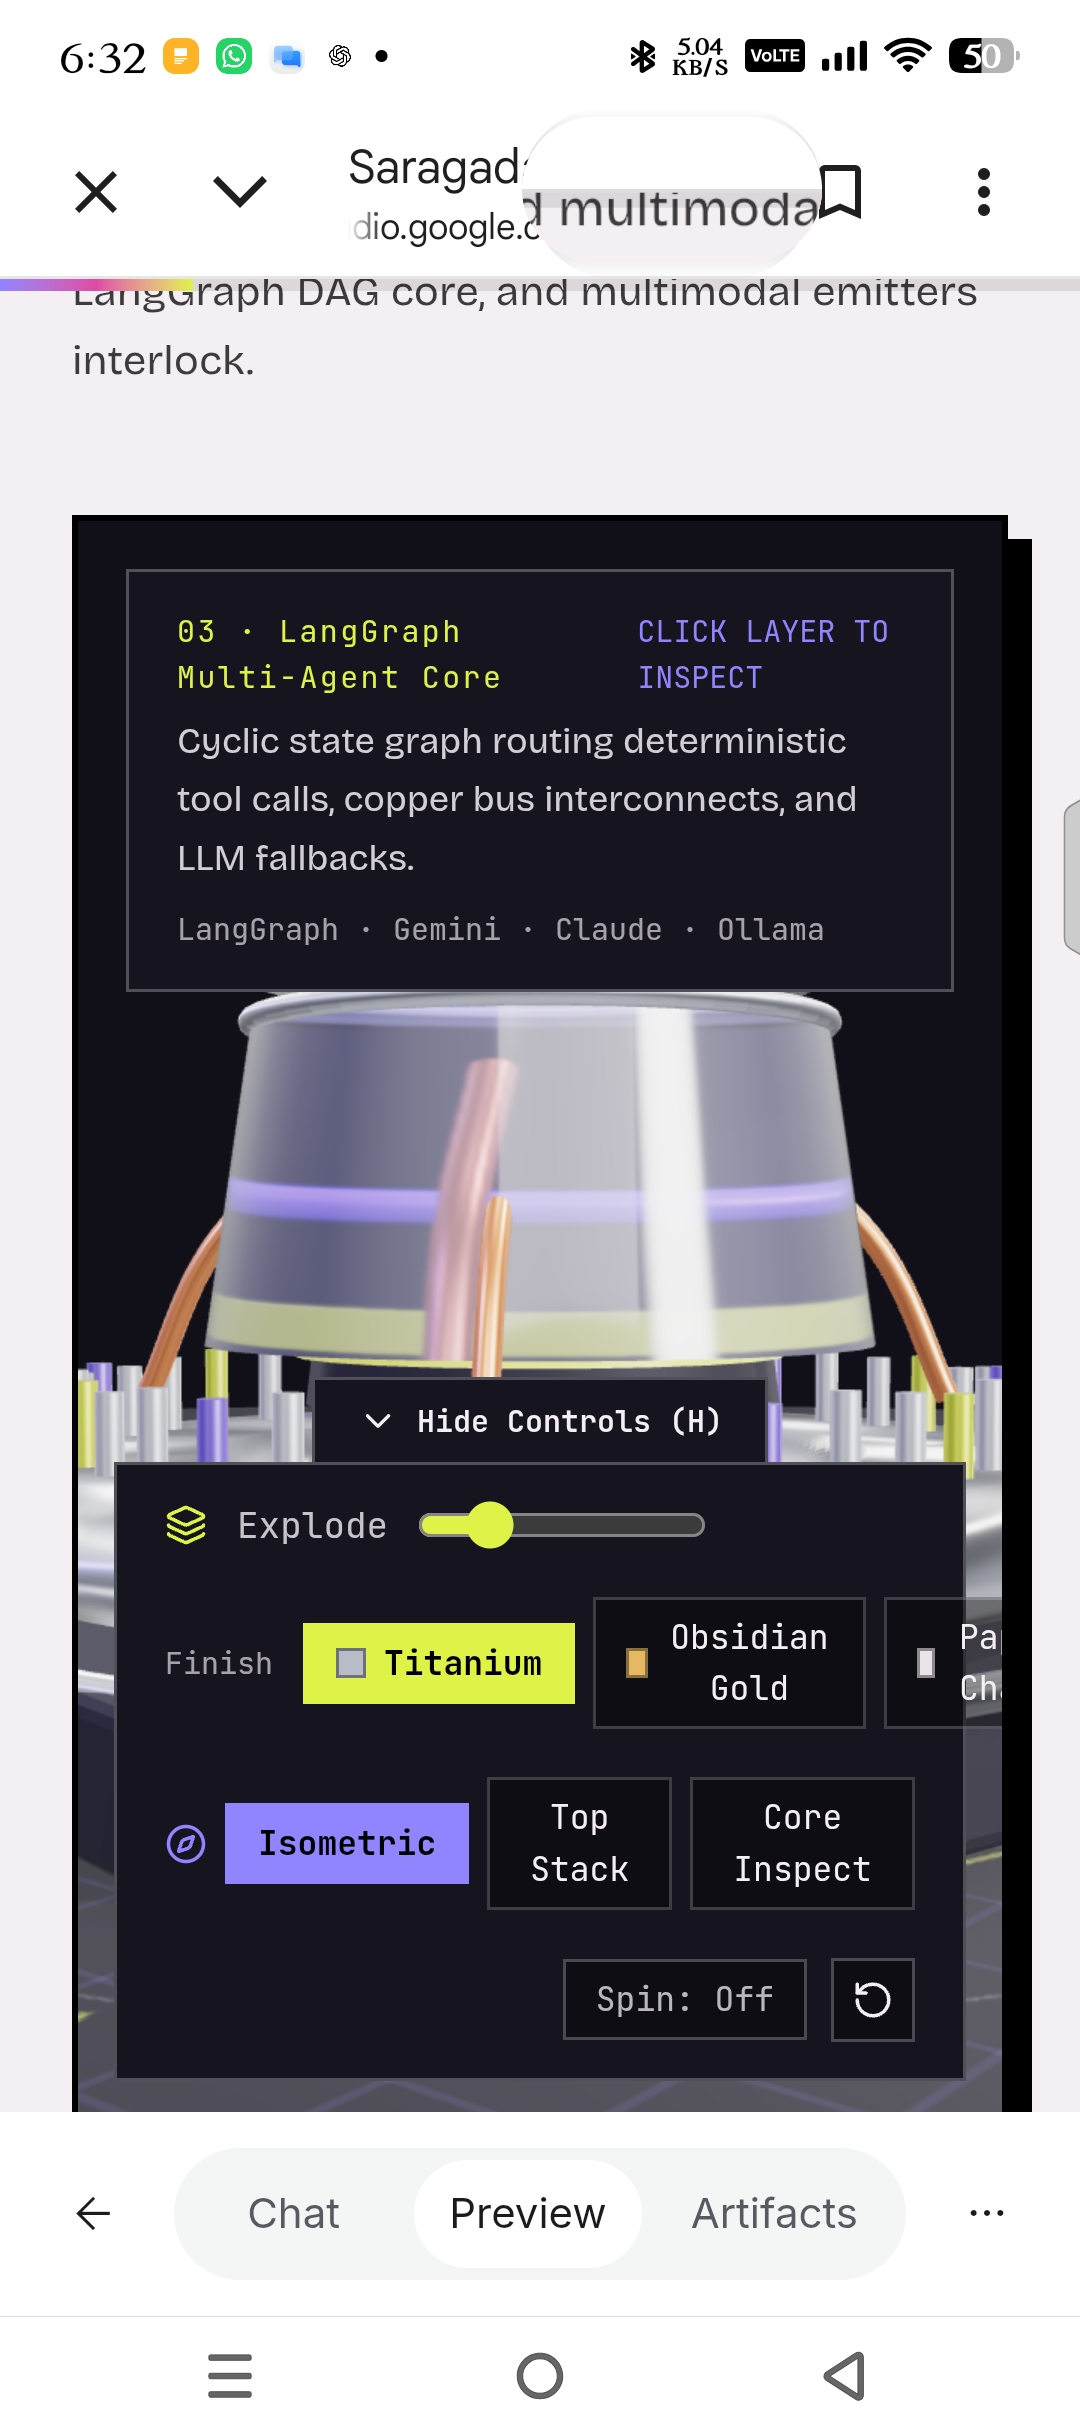 6:32
5.04
KB/S
VoLTE
50
Saragad
dio.google.c
d multimoda
LangGraph DAG core, and multimodal emitters
interlock.
03 · LangGraph
Multi-Agent Core
CLICK LAYER TO
INSPECT
Cyclic state graph routing deterministic
tool calls, copper bus interconnects, and
LLM fallbacks.
LangGraph · Gemini · Claude · Ollama
Hide Controls (H)
Explode
Finish
Titanium
Obsidian
Gold
Isometric
Top
Stack
Core
Inspect
Spin: Off
Chat
Preview
Artifacts